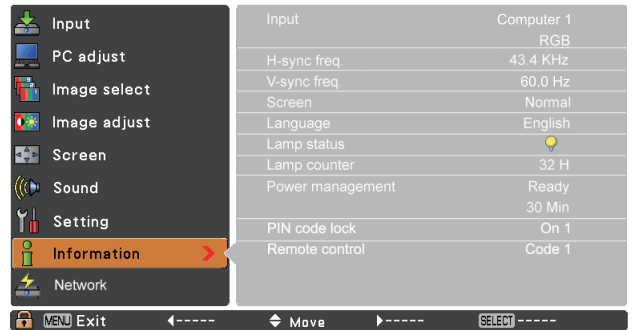 Input
PC adjust
Image select
Image adjust
Screen
Sound
Setting
Information
Network
Input Computer 1
RGB
H-sync freq. 43.4 KHz
V-sync freq. 60.0 Hz
Screen Normal
Language English
Lamp status
Lamp counter 32 H
Power management Ready
30 Min
PIN code lock On 1
Remote control Code 1
MENU Exit ----- Move ----- SELECT -----